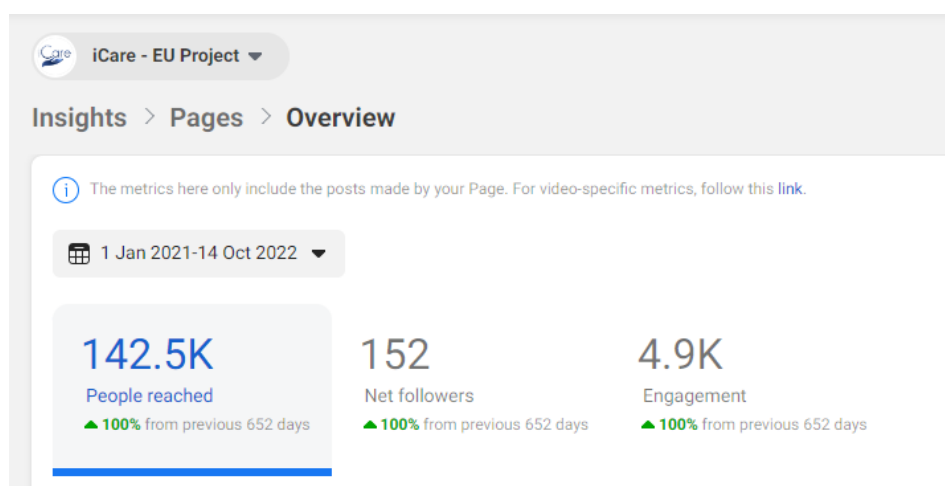 Care
iCare - EU Project
Insights > Pages > Overview
The metrics here only include the posts made by your Page. For video-specific metrics, follow this link.
1 Jan 2021-14 Oct 2022
142.5K 152 4.9K
People reached Net followers Engagement
100% from previous 652 days 100% from previous 652 days 100% from previous 652 days